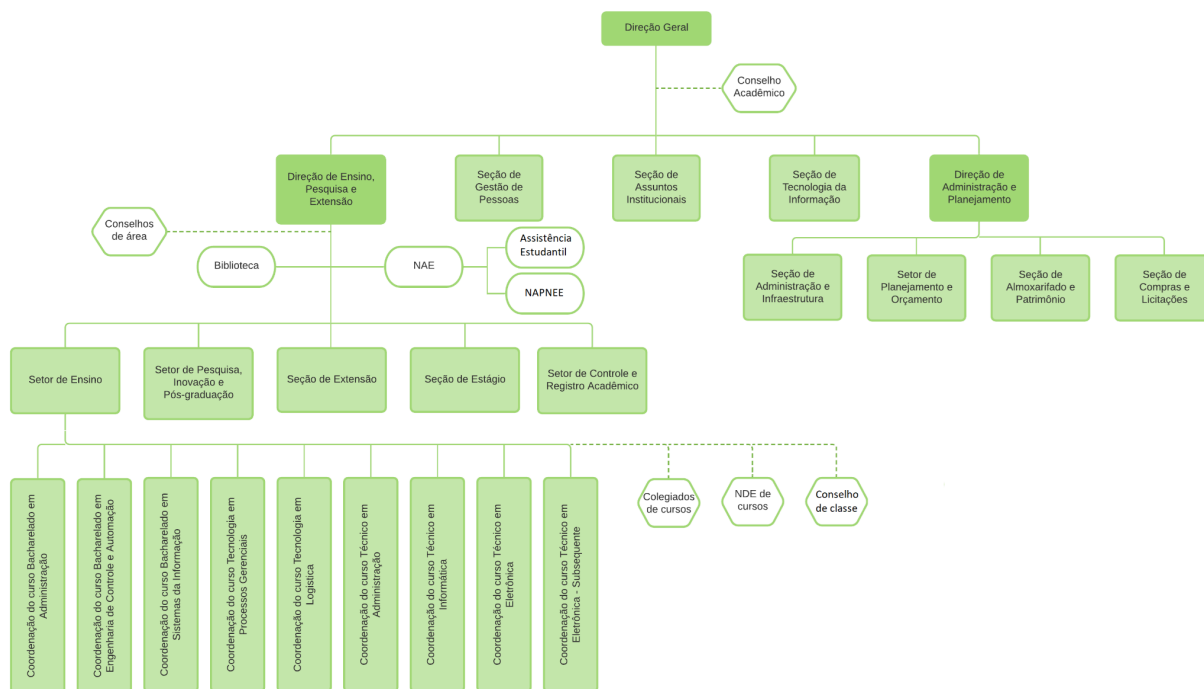 Direção Geral
Conselho
Acadêmico
Direção de Ensino,
Pesquisa e
Extensão
Seção de
Gestão de
Pessoas
Seção de
Assuntos
Institucionais
Seção de
Tecnologia da
Informação
Direção de
Administração e
Planejamento
Conselhos
de área
Biblioteca
NAE
Assistência
Estudantil
NAPNEE
Seção de
Administração e
Infraestrutura
Setor de
Planejamento e
Orçamento
Seção de
Almoxarifado e
Patrimônio
Seção de
Compras e
Licitações
Setor de Ensino
Setor de Pesquisa,
Inovação e
Pós-graduação
Seção de Extensão
Seção de Estágio
Setor de Controle e
Registro Acadêmico
Coordenação do curso Bacharelado em
Administração
Coordenação do curso Bacharelado em
Engenharia de Controle e Automação
Coordenação do curso Bacharelado em
Sistemas da Informação
Coordenação do curso Tecnologia em
Processos Gerenciais
Coordenação do curso Tecnologia em
Logística
Coordenação do curso Técnico em
Administração
Coordenação do curso Técnico em
Informática
Coordenação do curso Técnico em
Eletrônica
Coordenação do curso Técnico em
Eletrônica - Subsequente
Colegiados
de cursos
NDE de
cursos
Conselho
de classe